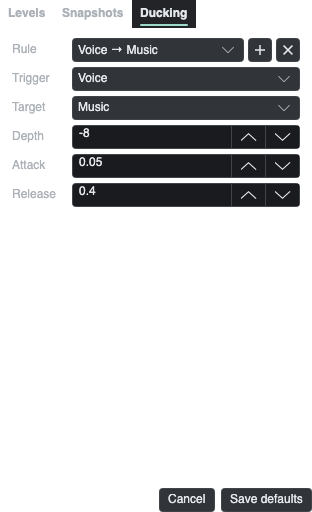 Levels Snapshots Ducking
Rule Voice → Music + ×
Trigger Voice
Target Music
Depth -8
Attack 0.05
Release 0.4
Cancel Save defaults